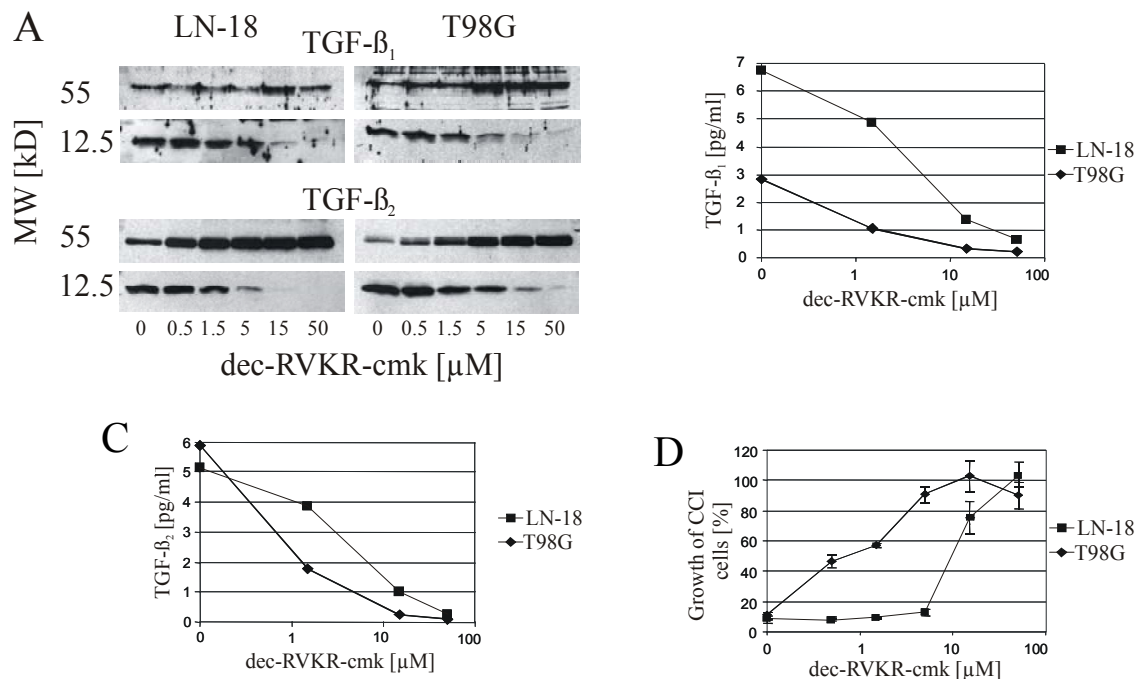 A
LN-18
TGF-ß₁
T98G
MW [kD]
55
12.5
TGF-ß₂
55
12.5
0 0.5 1.5 5 15 50
0 0.5 1.5 5 15 50
dec-RVKR-cmk [µM]
TGF-ß₁ [pg/ml]
7
6
5
4
3
2
1
0
0 1 10 100
dec-RVKR-cmk [µM]
LN-18
T98G
C
TGF-ß₂ [pg/ml]
6
5
4
3
2
1
0
0 1 10 100
dec-RVKR-cmk [µM]
LN-18
T98G
D
Growth of CCI
cells [%]
120
100
80
60
40
20
0
0 1 10 100
dec-RVKR-cmk [µM]
LN-18
T98G